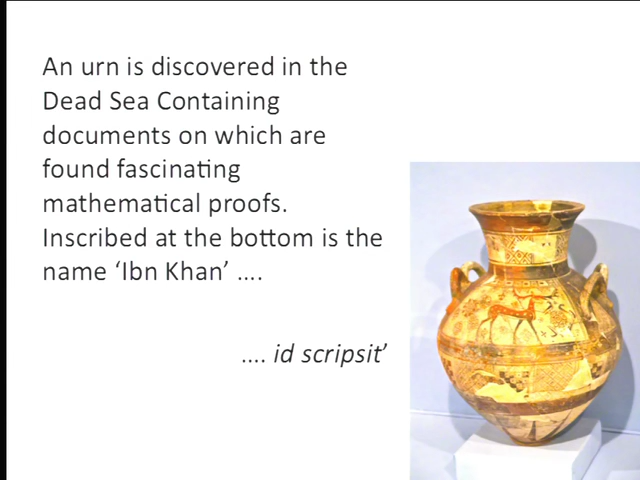 An urn is discovered in the
Dead Sea Containing
documents on which are
found fascinating
mathematical proofs.
Inscribed at the bottom is the
name ‘Ibn Khan’ ....
.... id scripsit’